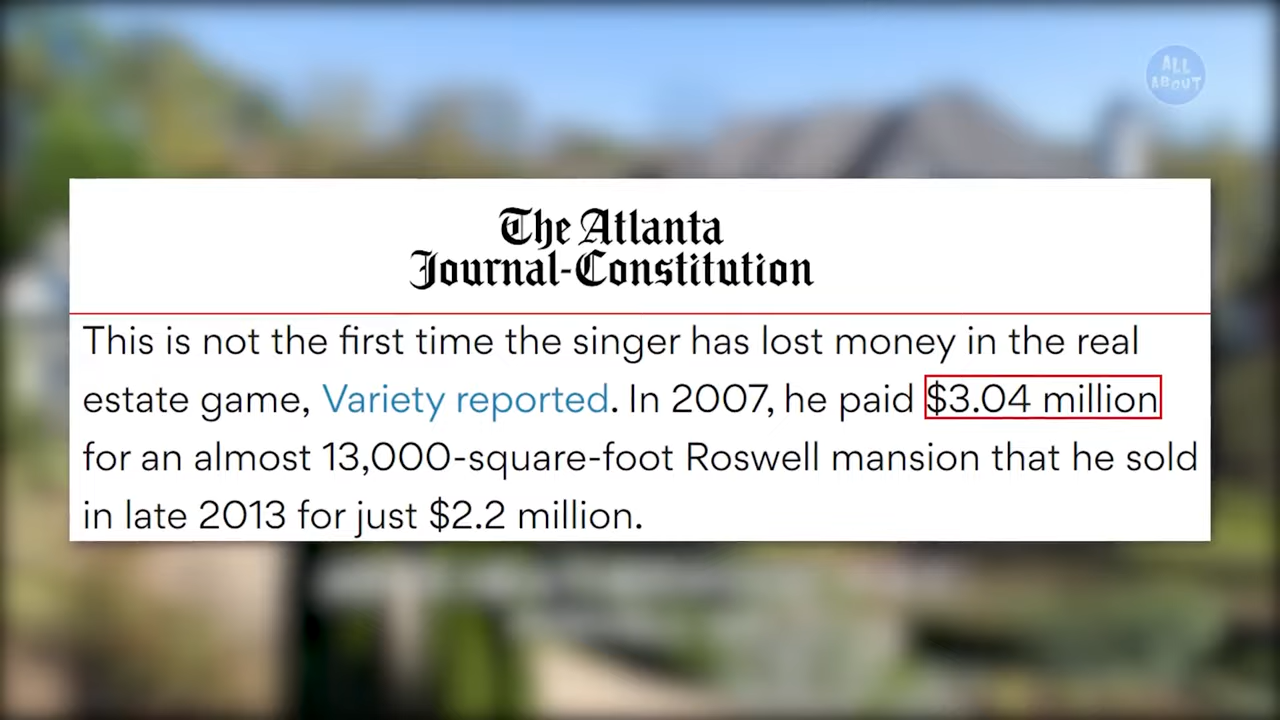 ALL
ABOUT
The Atlanta
Journal-Constitution
This is not the first time the singer has lost money in the real
estate game, Variety reported. In 2007, he paid $3.04 million
for an almost 13,000-square-foot Roswell mansion that he sold
in late 2013 for just $2.2 million.